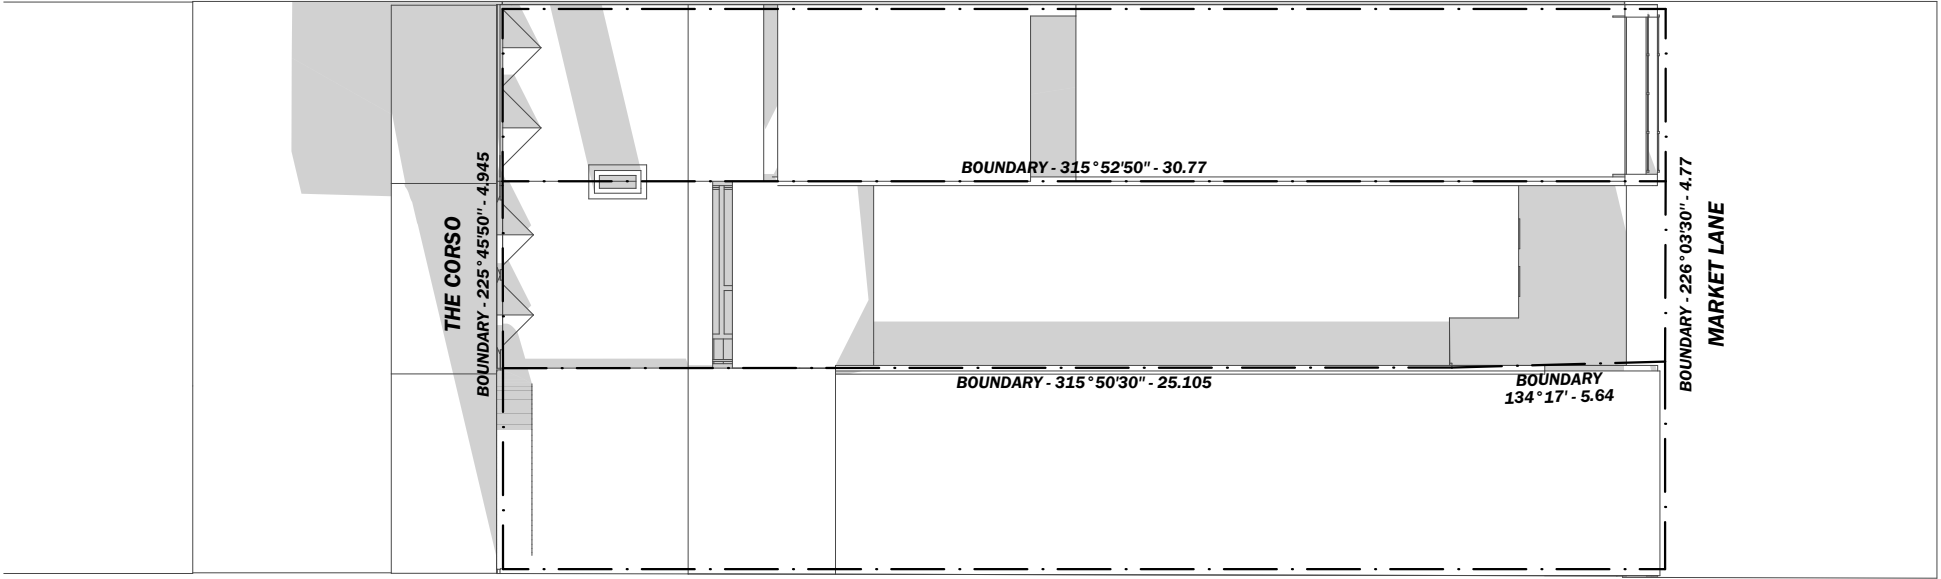 THE CORSO
BOUNDARY - 225°45'50" - 4.945
BOUNDARY - 315°52'50" - 30.77
BOUNDARY - 315°50'30" - 25.105
BOUNDARY
134°17' - 5.64
BOUNDARY - 226°03'30" - 4.77
MARKET LANE